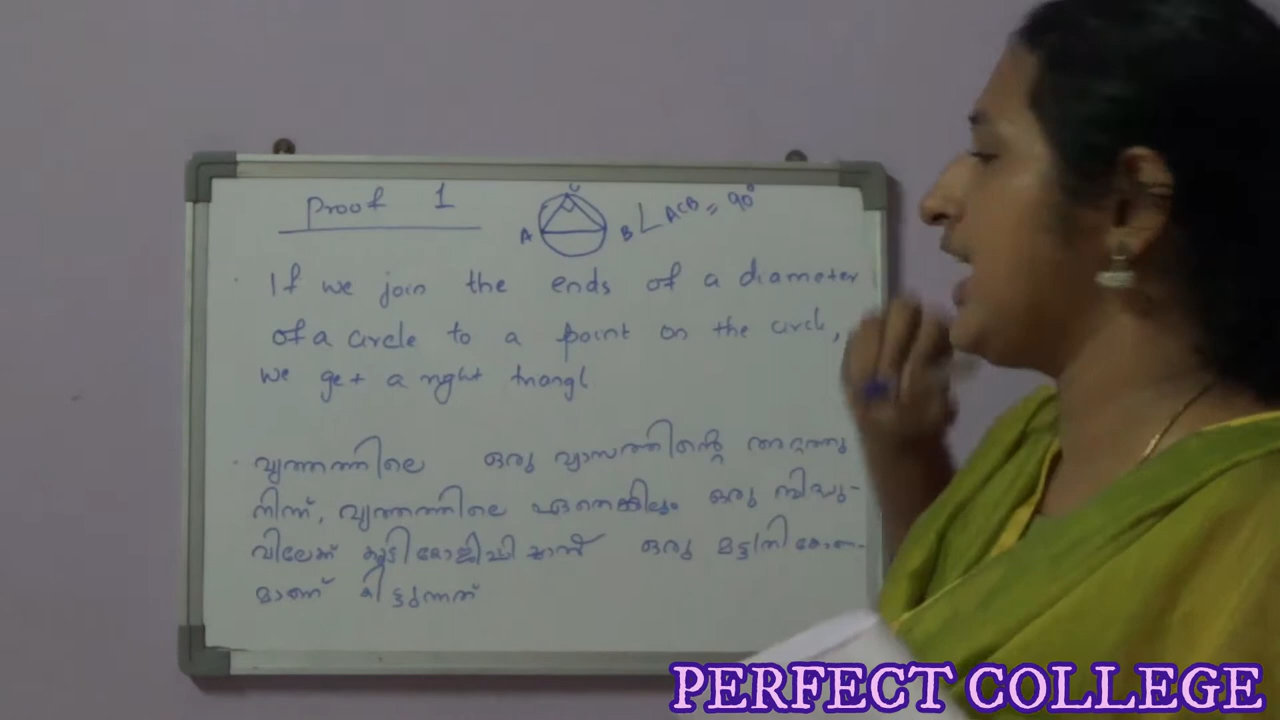 Proof 1
C
A
B
∠ACB = 90°
If we join the ends of a diameter
of a circle to a point on the circle,
we get a right triangl
വൃത്തത്തിലെ ഒരു വ്യാസത്തിന്റെ അറ്റത്തു
നിന്ന്, വൃത്തത്തിലെ ഏതെങ്കിലും ഒരു ബിന്ദു-
വിലേക്ക് കൂട്ടിയോജിപ്പിച്ചാൽ ഒരു മട്ടത്രികോണ-
മാണ് കിട്ടുന്നത്
PERFECT COLLEGE